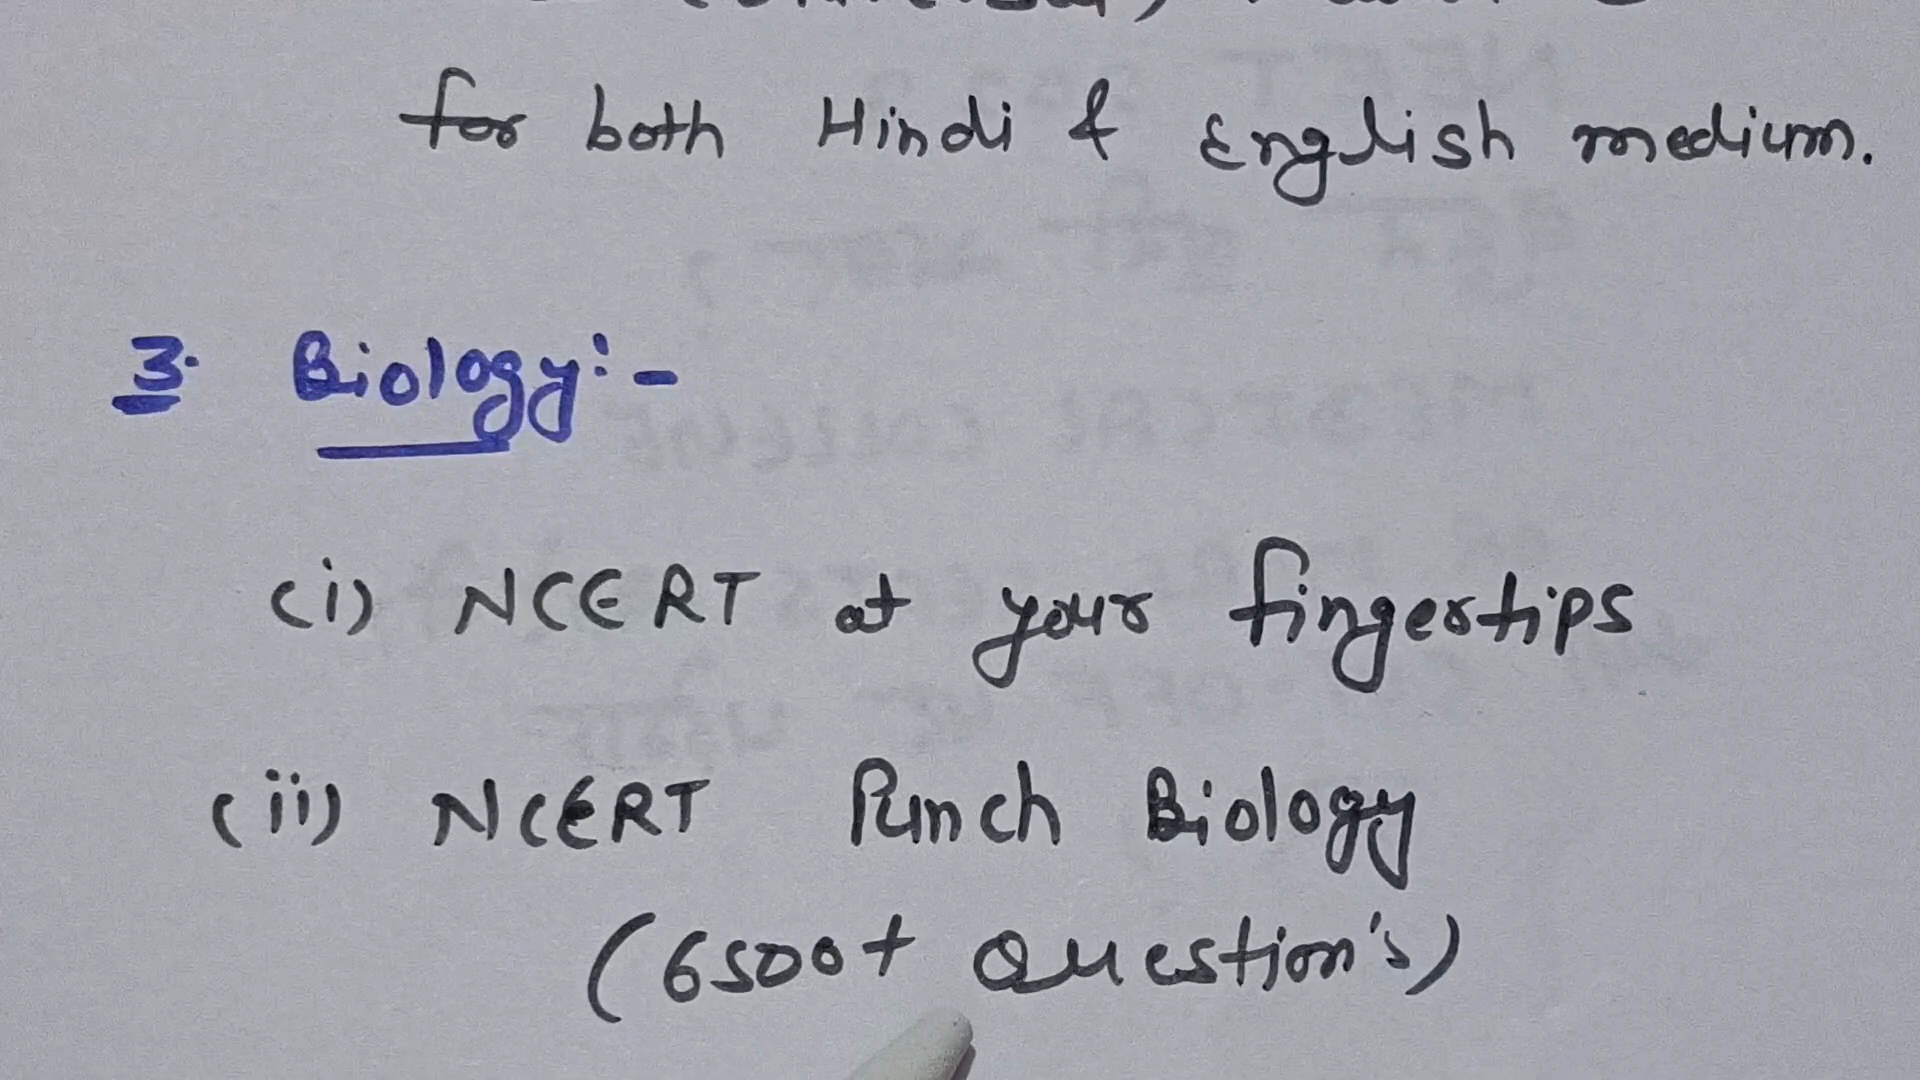 for both Hindi & English medium.
3. Biology:-
(i) NCERT at your fingertips
(ii) NCERT Punch Biology
(6500+ Question's)